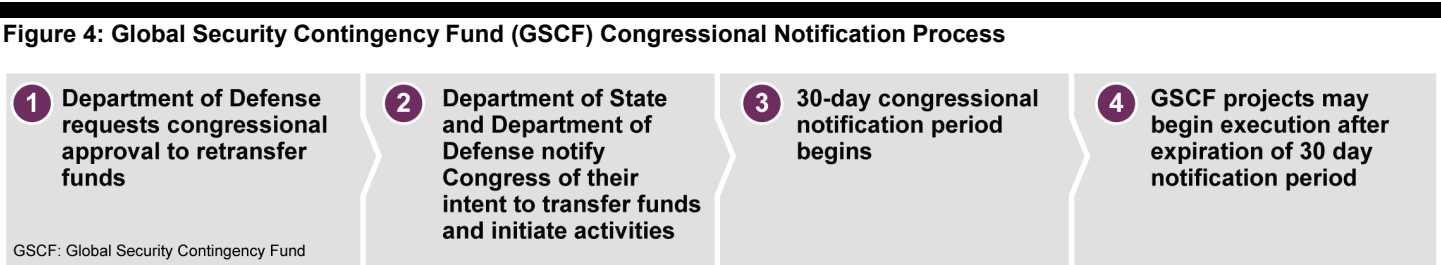 Figure 4: Global Security Contingency Fund (GSCF) Congressional Notification Process
1
Department of Defense
requests congressional
approval to retransfer
funds
GSCF: Global Security Contingency Fund
2
Department of State
and Department of
Defense notify
Congress of their
intent to transfer funds
and initiate activities
3
30-day congressional
notification period
begins
4
GSCF projects may
begin execution after
expiration of 30 day
notification period